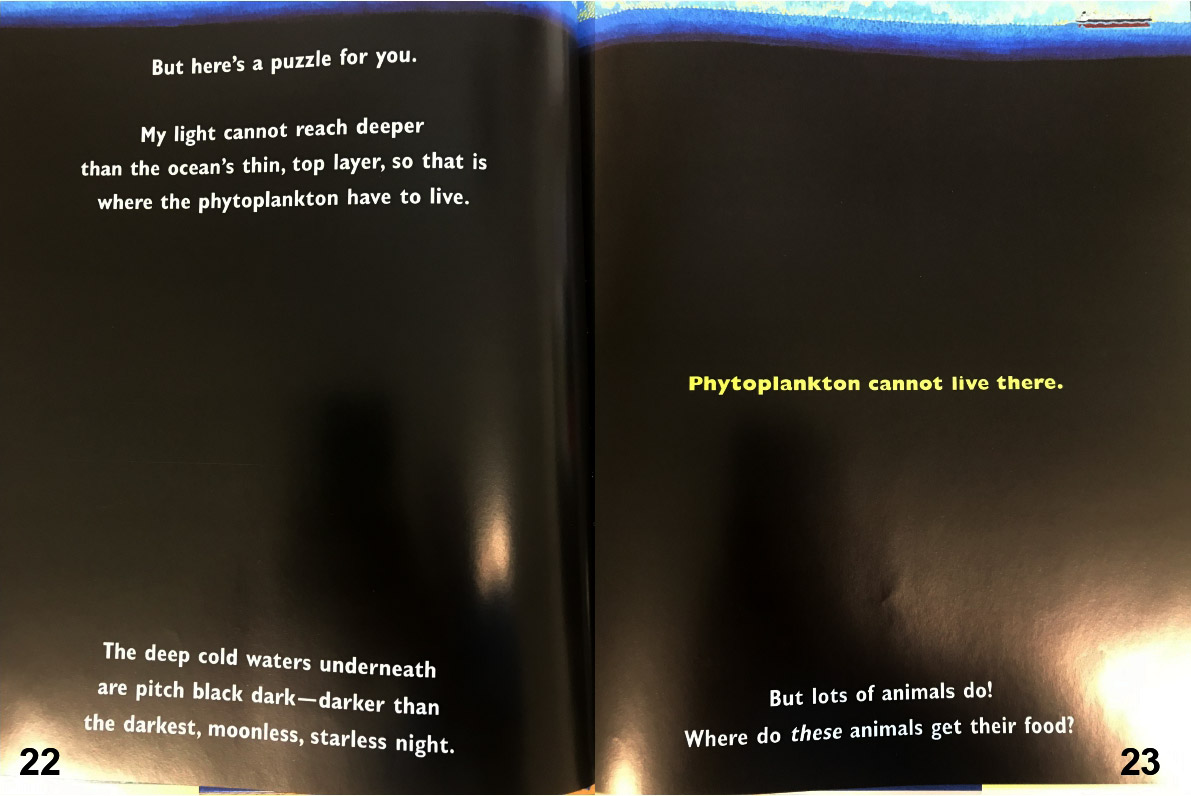 But here's a puzzle for you.
My light cannot reach deeper
than the ocean's thin, top layer, so that is
where the phytoplankton have to live.
The deep cold waters underneath
are pitch black dark—darker than
the darkest, moonless, starless night.
22
Phytoplankton cannot live there.
But lots of animals do!
Where do these animals get their food?
23